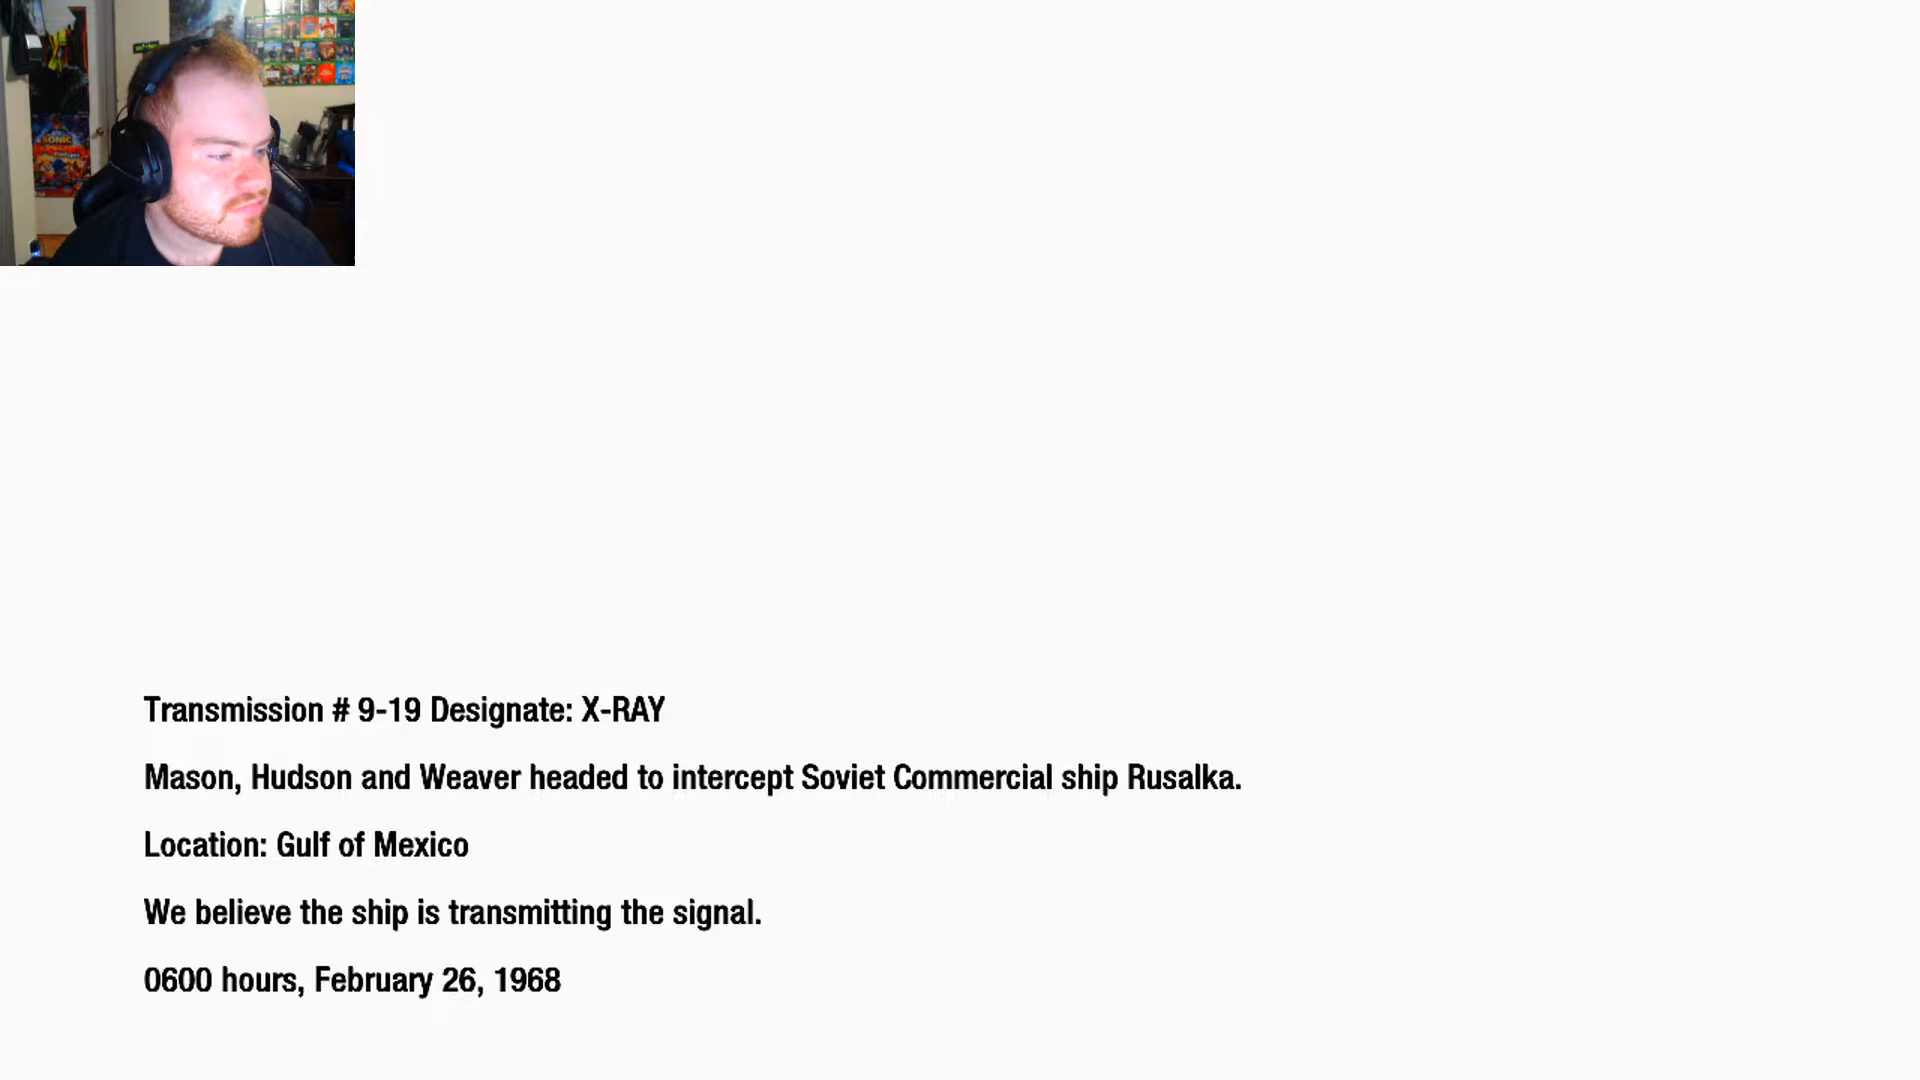 SONIC
Transmission # 9-19 Designate: X-RAY
Mason, Hudson and Weaver headed to intercept Soviet Commercial ship Rusalka.
Location: Gulf of Mexico
We believe the ship is transmitting the signal.
0600 hours, February 26, 1968